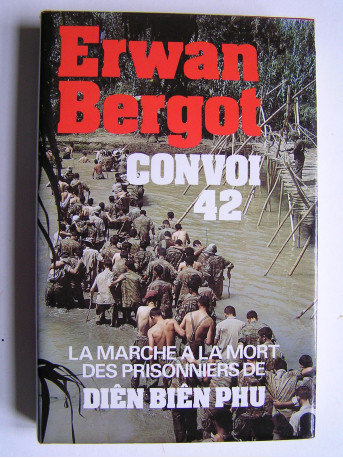 Erwan
Bergot
CONVOI
42
LA MARCHE A LA MORT
DES PRISONNIERS DE
DIÊN BIÊN PHU